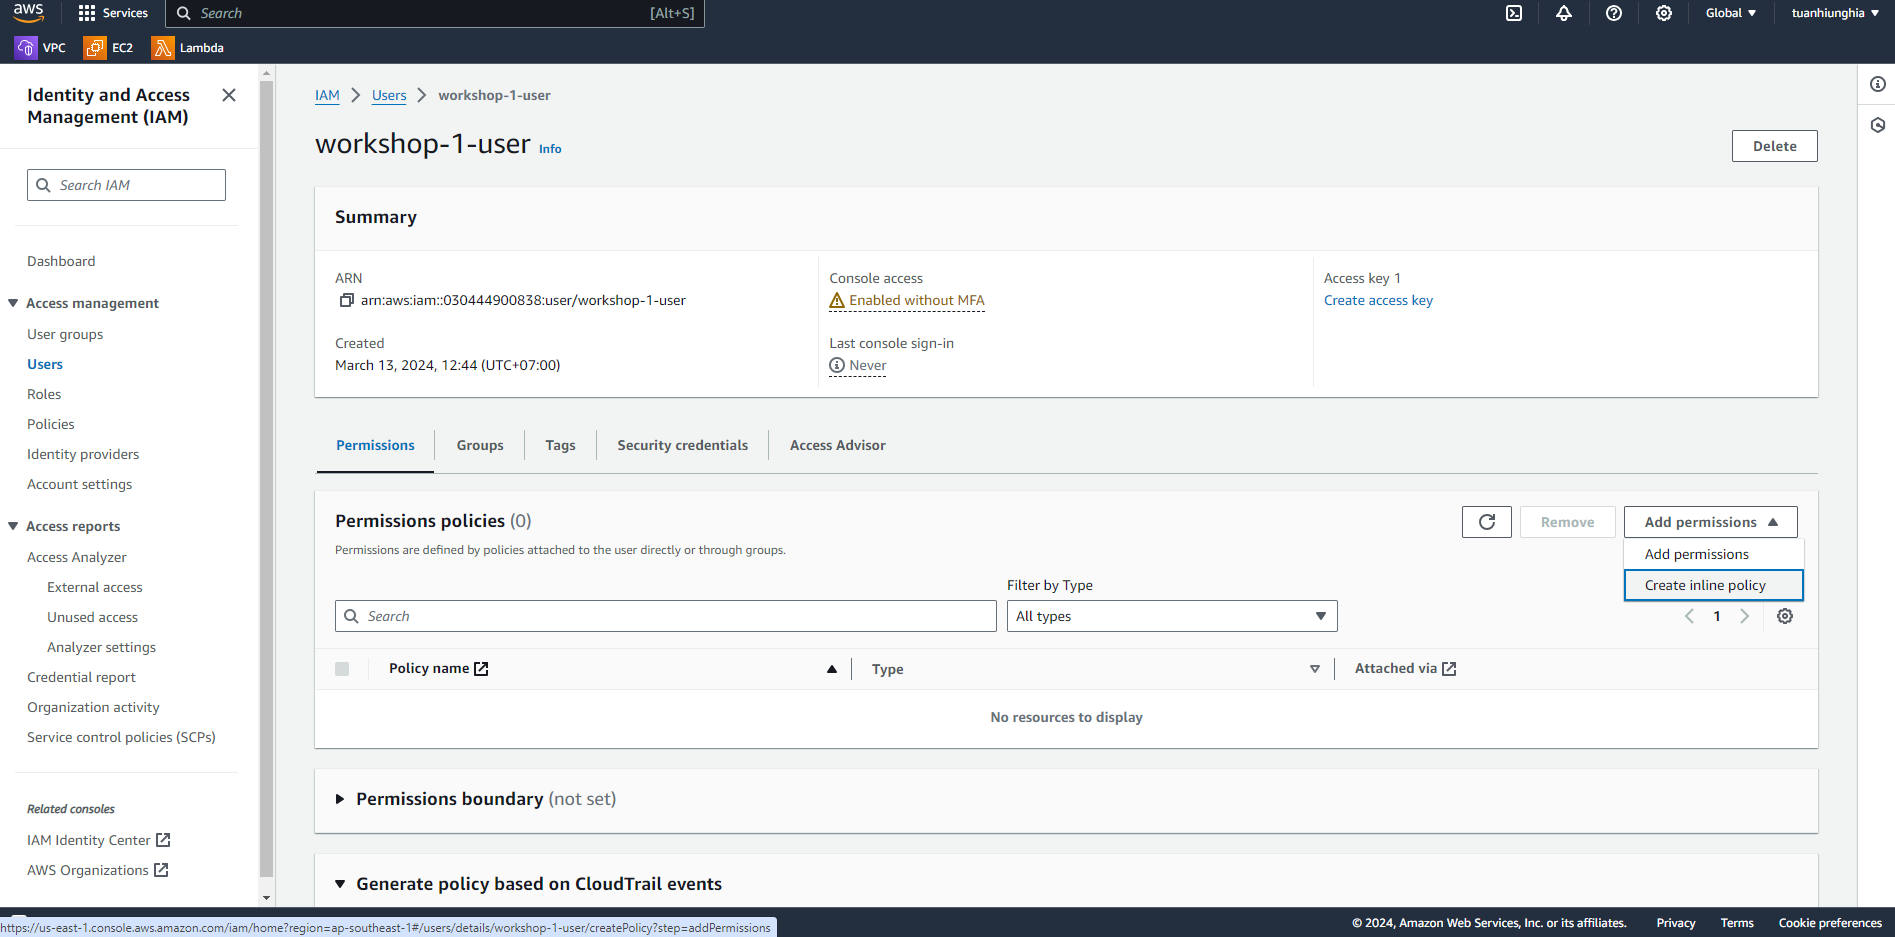 aws
Services
Search
[Alt+S]
Global
tuanhiunghia
VPC
EC2
Lambda
Identity and Access
Management (IAM)
Search IAM
Dashboard
Access management
User groups
Users
Roles
Policies
Identity providers
Account settings
Access reports
Access Analyzer
External access
Unused access
Analyzer settings
Credential report
Organization activity
Service control policies (SCPs)
Related consoles
IAM Identity Center
AWS Organizations
IAM
Users
workshop-1-user
workshop-1-user Info
Delete
Summary
ARN
arn:aws:iam::030444900838:user/workshop-1-user
Created
March 13, 2024, 12:44 (UTC+07:00)
Console access
Enabled without MFA
Last console sign-in
Never
Access key 1
Create access key
Permissions
Groups
Tags
Security credentials
Access Advisor
Permissions policies (0)
Permissions are defined by policies attached to the user directly or through groups.
Remove
Add permissions
Add permissions
Create inline policy
Filter by Type
Search
All types
1
Policy name
Type
Attached via
No resources to display
Permissions boundary (not set)
Generate policy based on CloudTrail events
https://us-east-1.console.aws.amazon.com/iam/home?region=ap-southeast-1#/users/details/workshop-1-user/createPolicy?step=addPermissions
© 2024, Amazon Web Services, Inc. or its affiliates.
Privacy
Terms
Cookie preferences